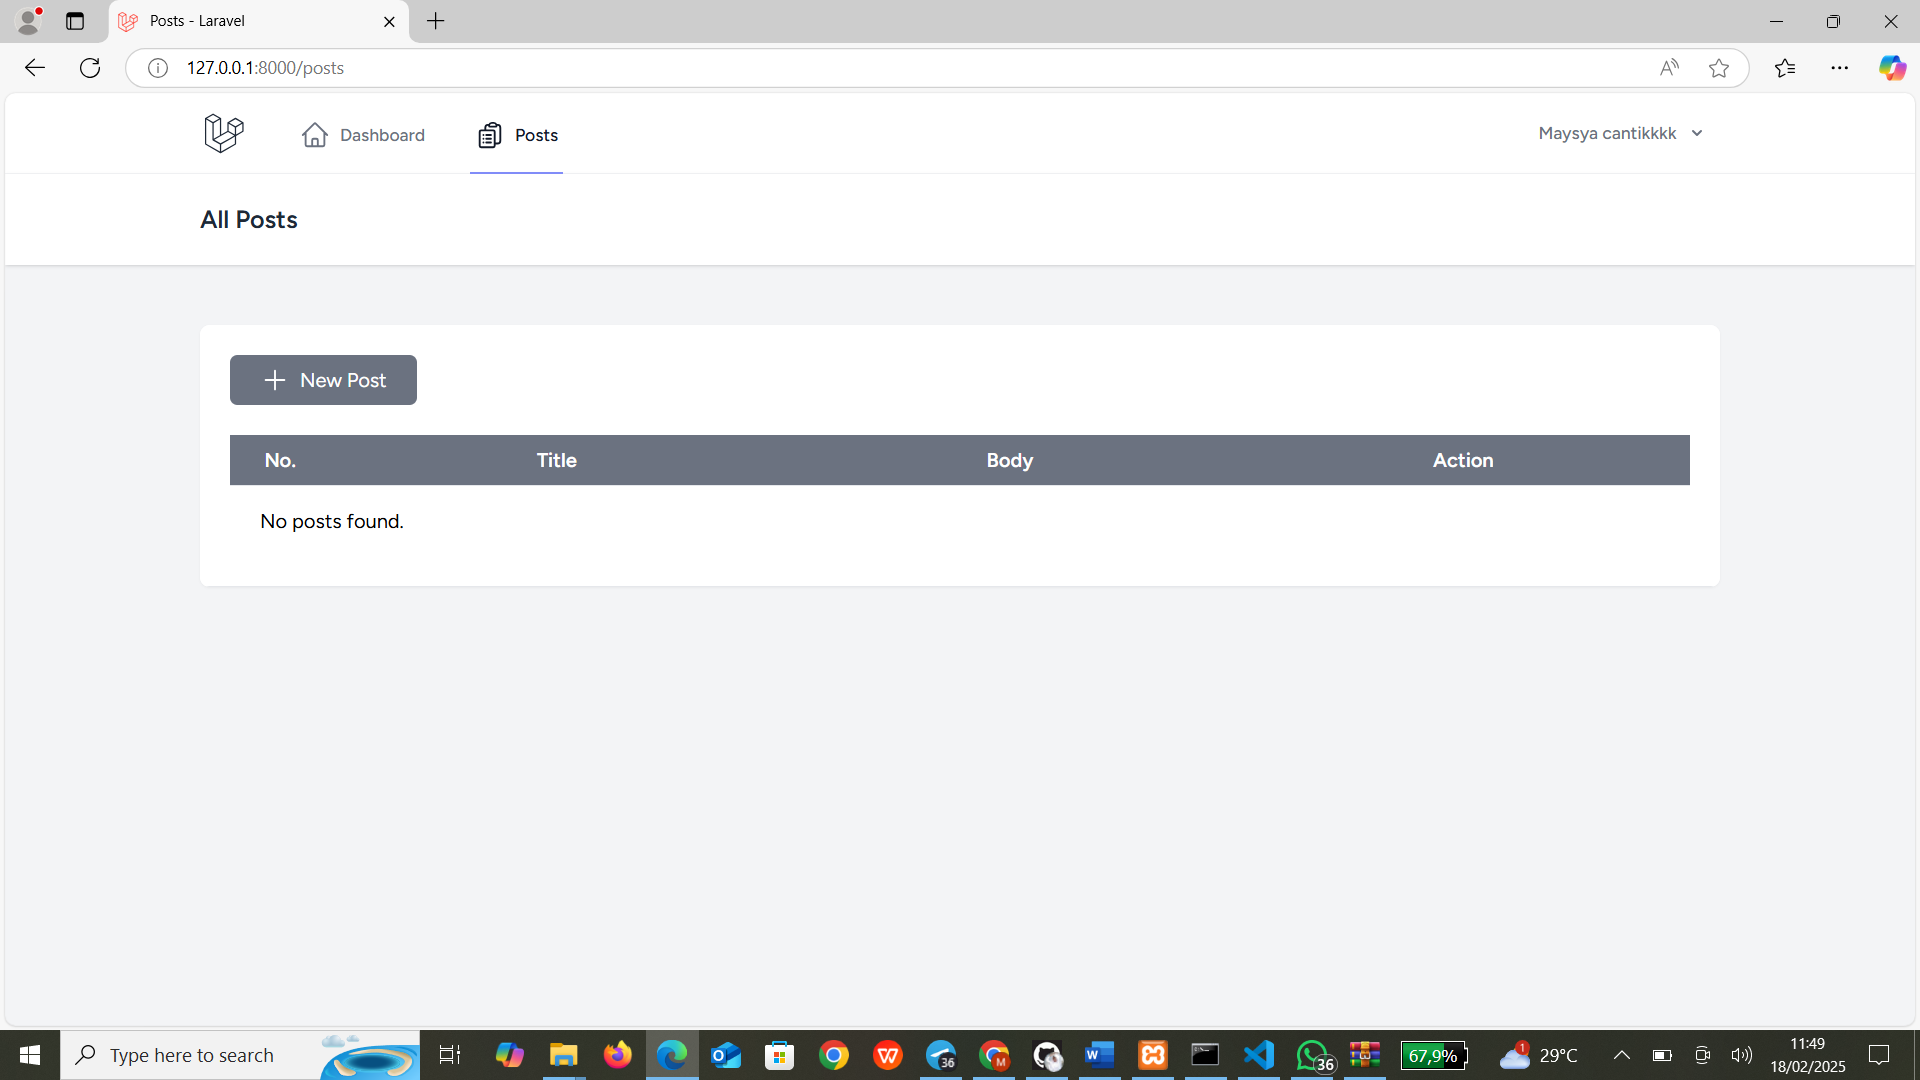 Posts - Laravel
127.0.0.1:8000/posts
Dashboard
Posts
Maysya cantikkkk
All Posts
New Post
No. Title Body Action
No posts found.
Type here to search
36
M
36
67,9%
1
29°C
11:49
18/02/2025